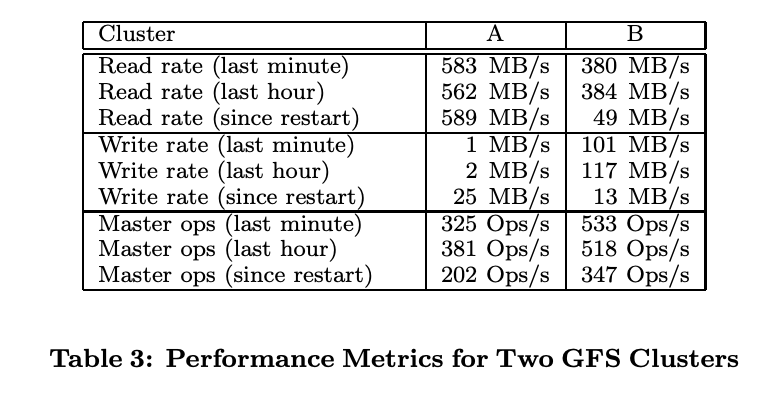 Cluster A B
Read rate (last minute) 583 MB/s 380 MB/s
Read rate (last hour) 562 MB/s 384 MB/s
Read rate (since restart) 589 MB/s 49 MB/s
Write rate (last minute) 1 MB/s 101 MB/s
Write rate (last hour) 2 MB/s 117 MB/s
Write rate (since restart) 25 MB/s 13 MB/s
Master ops (last minute) 325 Ops/s 533 Ops/s
Master ops (last hour) 381 Ops/s 518 Ops/s
Master ops (since restart) 202 Ops/s 347 Ops/s
Table 3: Performance Metrics for Two GFS Clusters